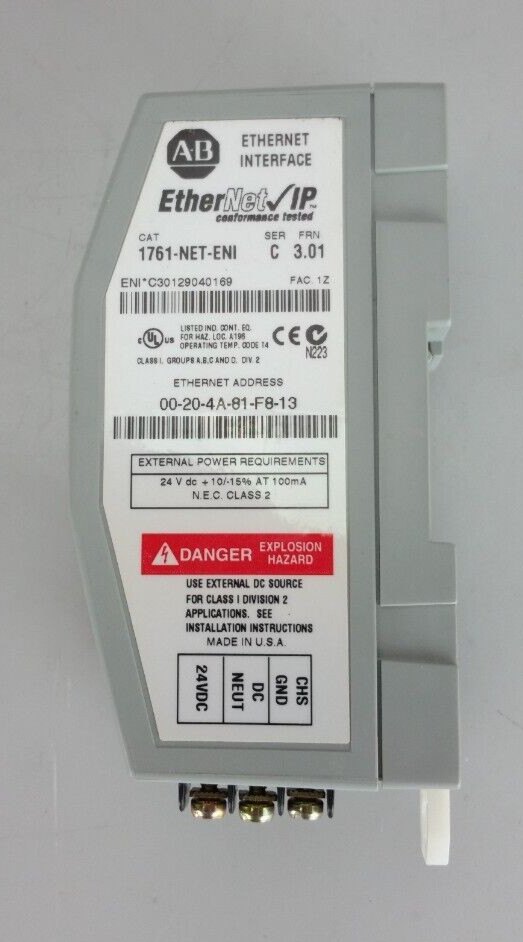 AB
ETHERNET
INTERFACE
EtherNet/IP™
conformance tested
CAT SER FRN
1761-NET-ENI C 3.01
ENI*C30129040169 FAC. 1Z
c UL US
LISTED IND. CONT. EQ.
FOR HAZ. LOC. A196
OPERATING TEMP. CODE T4
CE
N223
CLASS I, GROUPS A,B,C AND D, DIV. 2
ETHERNET ADDRESS
00-20-4A-81-F8-13
EXTERNAL POWER REQUIREMENTS
24 V dc +10/-15% AT 100mA
N.E.C. CLASS 2
DANGER EXPLOSION HAZARD
USE EXTERNAL DC SOURCE
FOR CLASS I DIVISION 2
APPLICATIONS. SEE
INSTALLATION INSTRUCTIONS
MADE IN U.S.A.
24VDC
DC
NEUT
CHS
GND